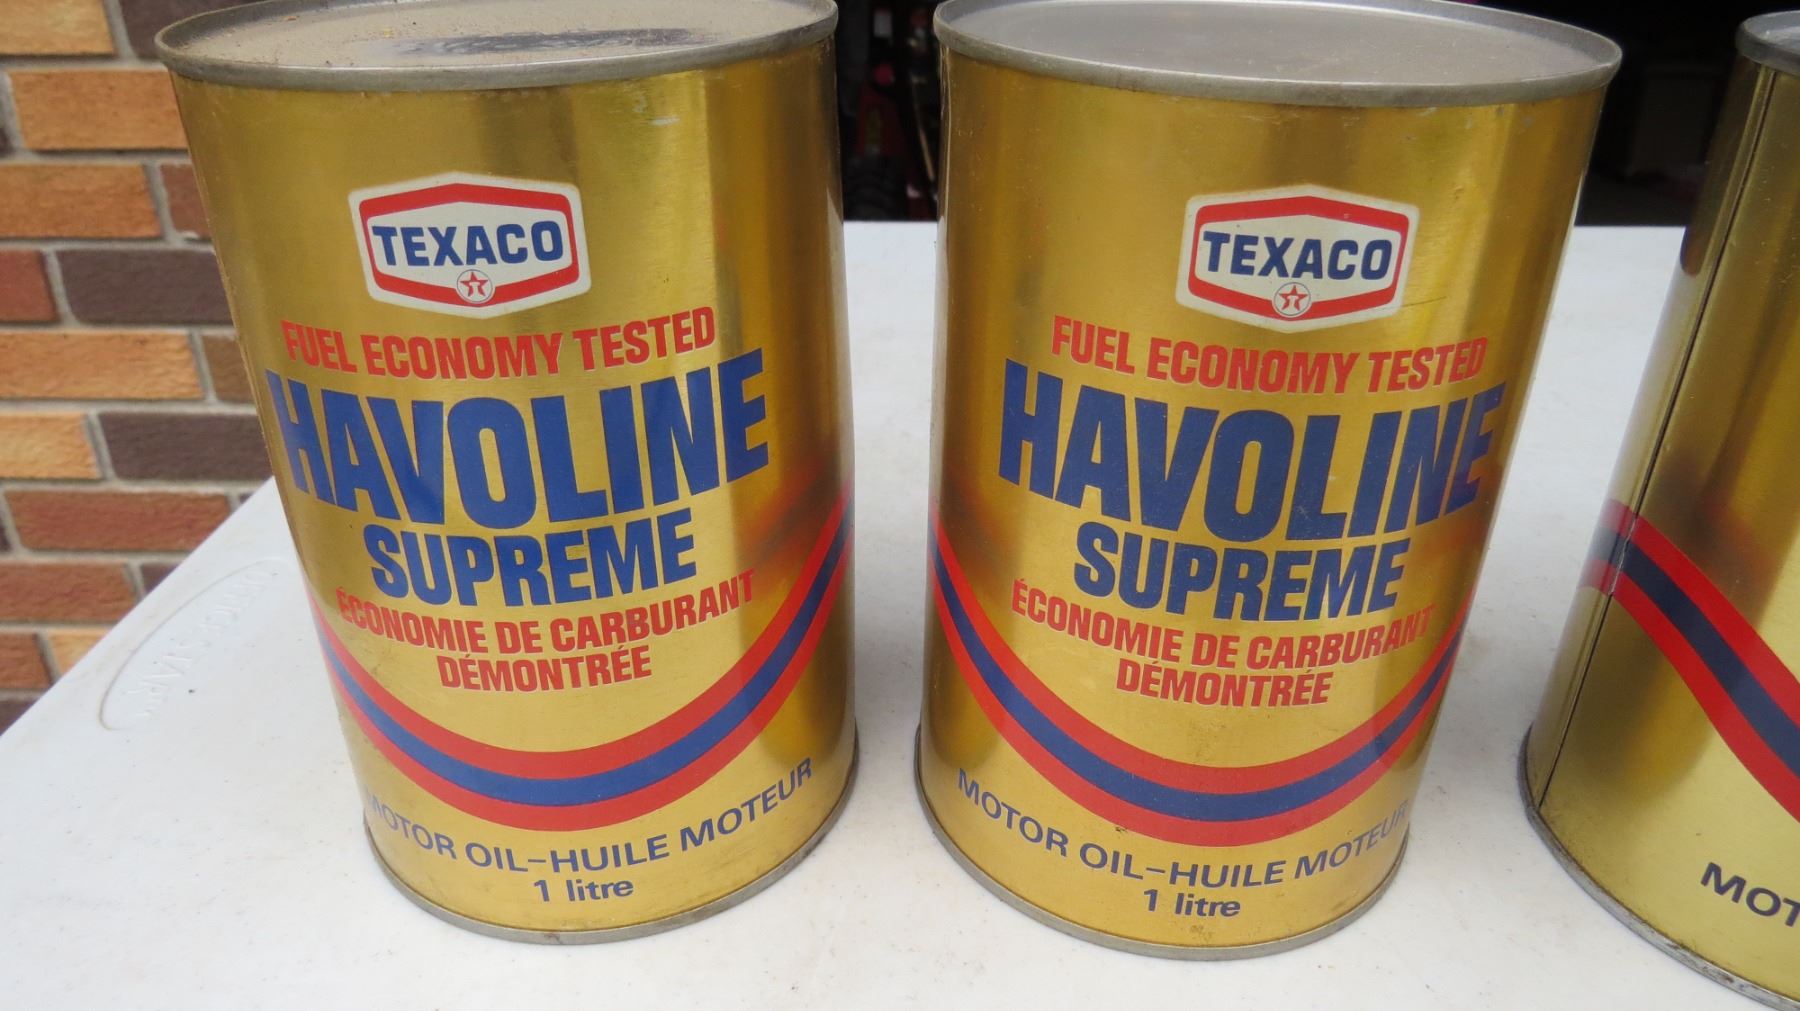 TEXACO
T
FUEL ECONOMY TESTED
HAVOLINE
SUPREME
ÉCONOMIE DE CARBURANT
DÉMONTRÉE
MOTOR OIL–HUILE MOTEUR
1 litre
TEXACO
T
FUEL ECONOMY TESTED
HAVOLINE
SUPREME
ÉCONOMIE DE CARBURANT
DÉMONTRÉE
MOTOR OIL–HUILE MOTEUR
1 litre
MOT